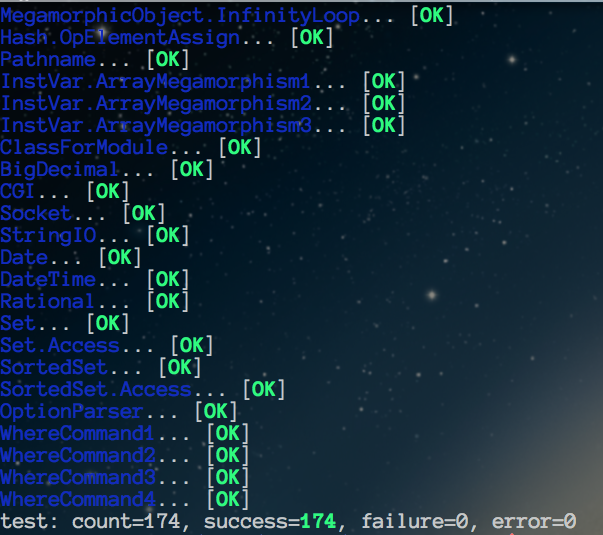 MegamorphicObject.InfinityLoop... [OK]
Hash.OpElementAssign... [OK]
Pathname... [OK]
InstVar.ArrayMegamorphism1... [OK]
InstVar.ArrayMegamorphism2... [OK]
InstVar.ArrayMegamorphism3... [OK]
ClassForModule... [OK]
BigDecimal... [OK]
CGI... [OK]
Socket... [OK]
StringIO... [OK]
Date... [OK]
DateTime... [OK]
Rational... [OK]
Set... [OK]
Set.Access... [OK]
SortedSet... [OK]
SortedSet.Access... [OK]
OptionParser... [OK]
WhereCommand1... [OK]
WhereCommand2... [OK]
WhereCommand3... [OK]
WhereCommand4... [OK]
test: count=174, success=174, failure=0, error=0